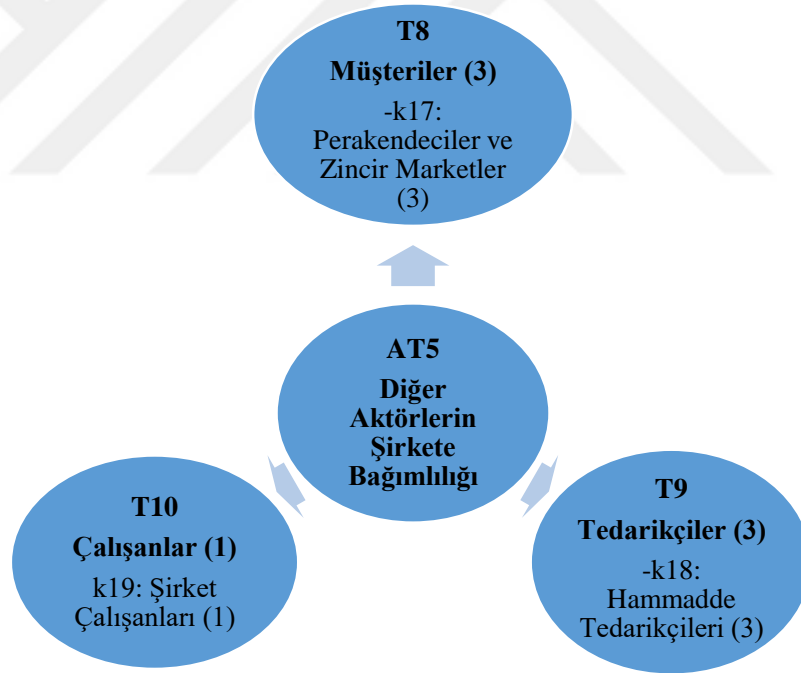 T8
Müşteriler (3)
-k17:
Perakendeciler ve
Zincir Marketler
(3)
AT5
Diğer
Aktörlerin
Şirkete
Bağımlılığı
T10
Çalışanlar (1)
k19: Şirket
Çalışanları (1)
T9
Tedarikçiler (3)
-k18:
Hammadde
Tedarikçileri (3)